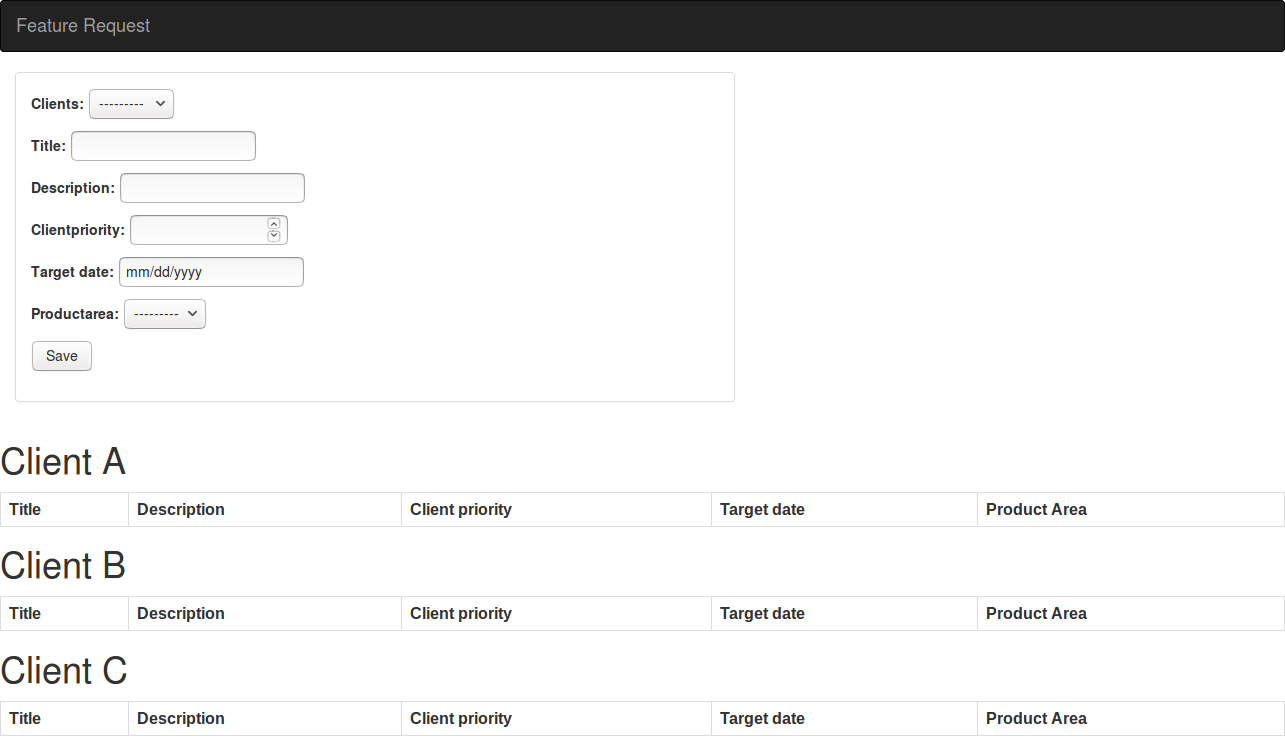 Feature Request
Clients: ---------
Title:
Description:
Clientpriority:
Target date: mm/dd/yyyy
Productarea: ---------
Save
Client A
Title Description Client priority Target date Product Area
Client B
Title Description Client priority Target date Product Area
Client C
Title Description Client priority Target date Product Area